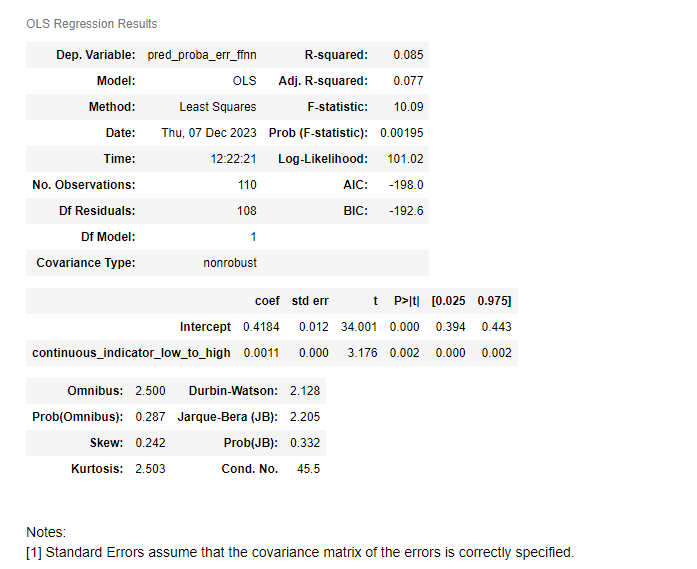 OLS Regression Results
Dep. Variable: pred_proba_err_ffnn R-squared: 0.085
Model: OLS Adj. R-squared: 0.077
Method: Least Squares F-statistic: 10.09
Date: Thu, 07 Dec 2023 Prob (F-statistic): 0.00195
Time: 12:22:21 Log-Likelihood: 101.02
No. Observations: 110 AIC: -198.0
Df Residuals: 108 BIC: -192.6
Df Model: 1
Covariance Type: nonrobust
coef std err t P>|t| [0.025 0.975]
Intercept 0.4184 0.012 34.001 0.000 0.394 0.443
continuous_indicator_low_to_high 0.0011 0.000 3.176 0.002 0.000 0.002
Omnibus: 2.500 Durbin-Watson: 2.128
Prob(Omnibus): 0.287 Jarque-Bera (JB): 2.205
Skew: 0.242 Prob(JB): 0.332
Kurtosis: 2.503 Cond. No. 45.5
Notes:
[1] Standard Errors assume that the covariance matrix of the errors is correctly specified.